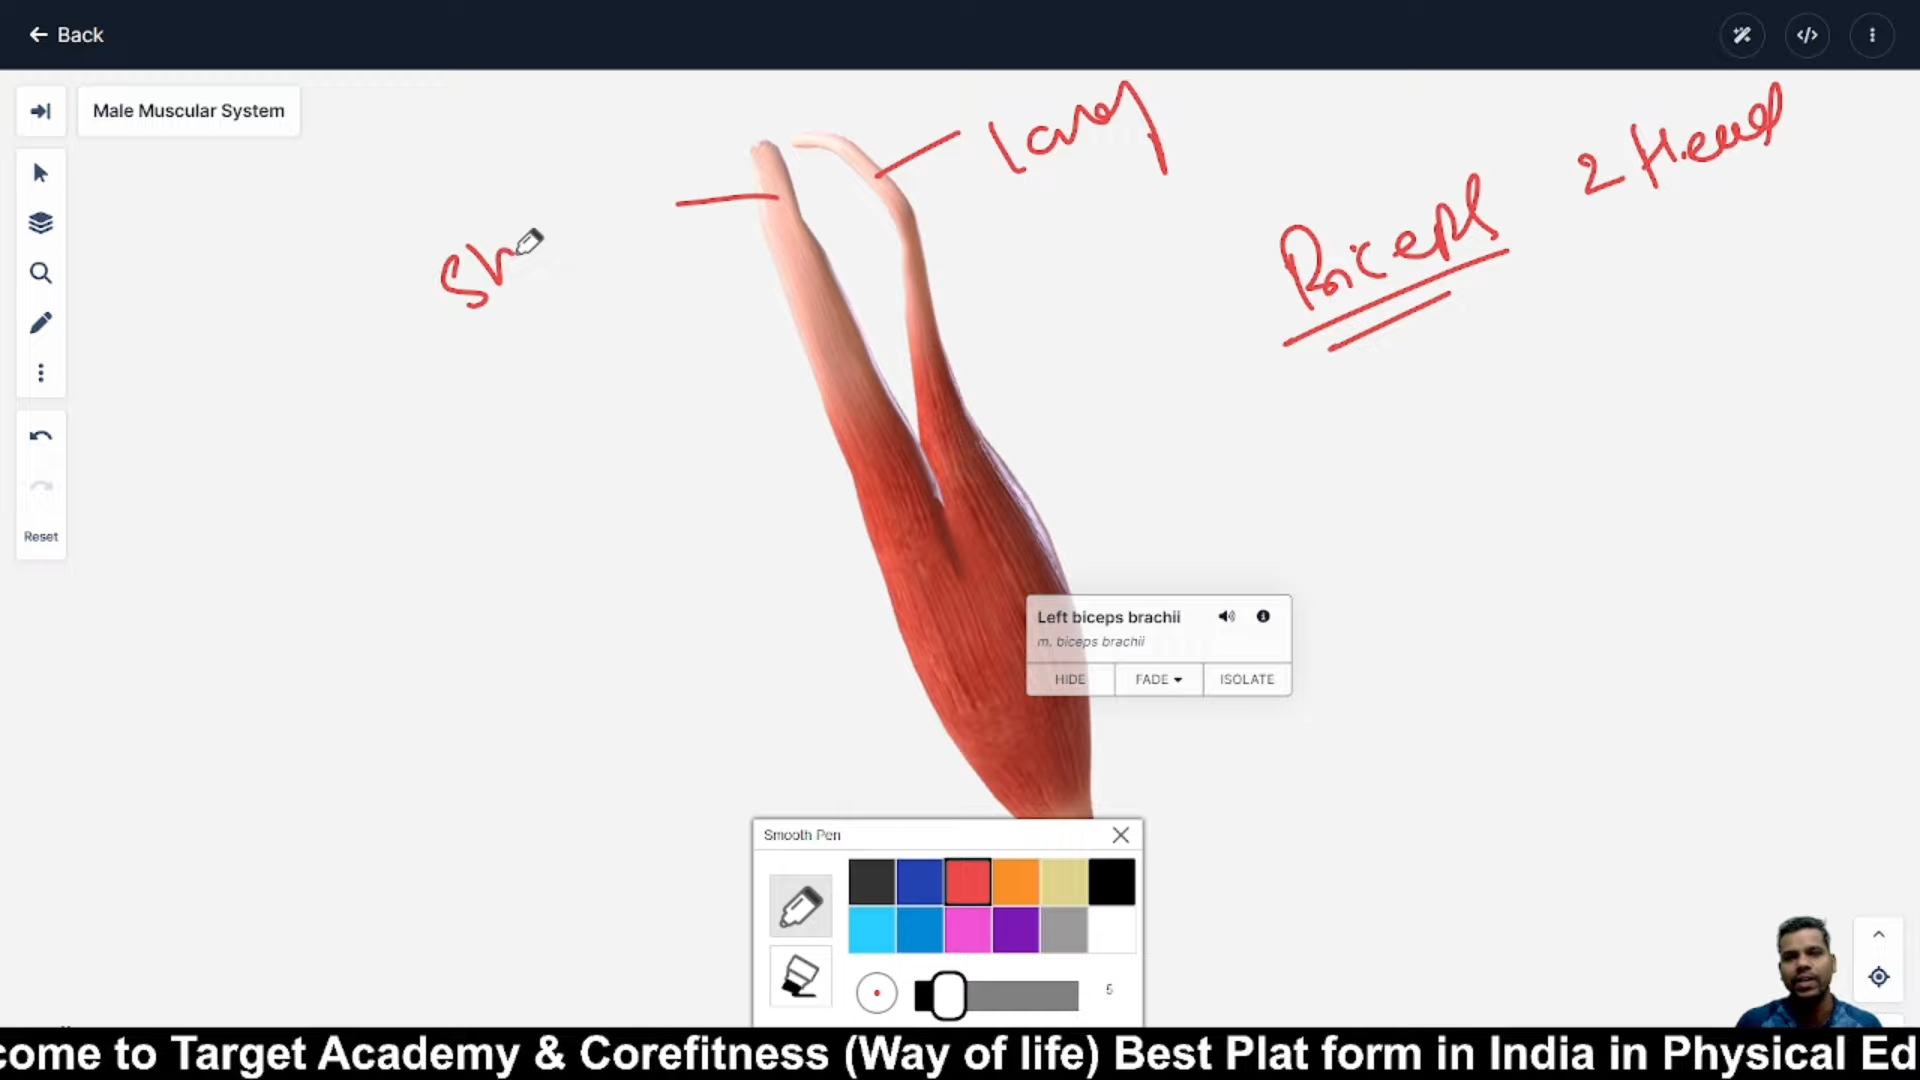 Back
Male Muscular System
Long
2 Head
Biceps
Sh
Reset
Left biceps brachii
m. biceps brachii
HIDE
FADE
ISOLATE
Smooth Pen
5
come to Target Academy & Corefitness (Way of life) Best Plat form in India in Physical Ed